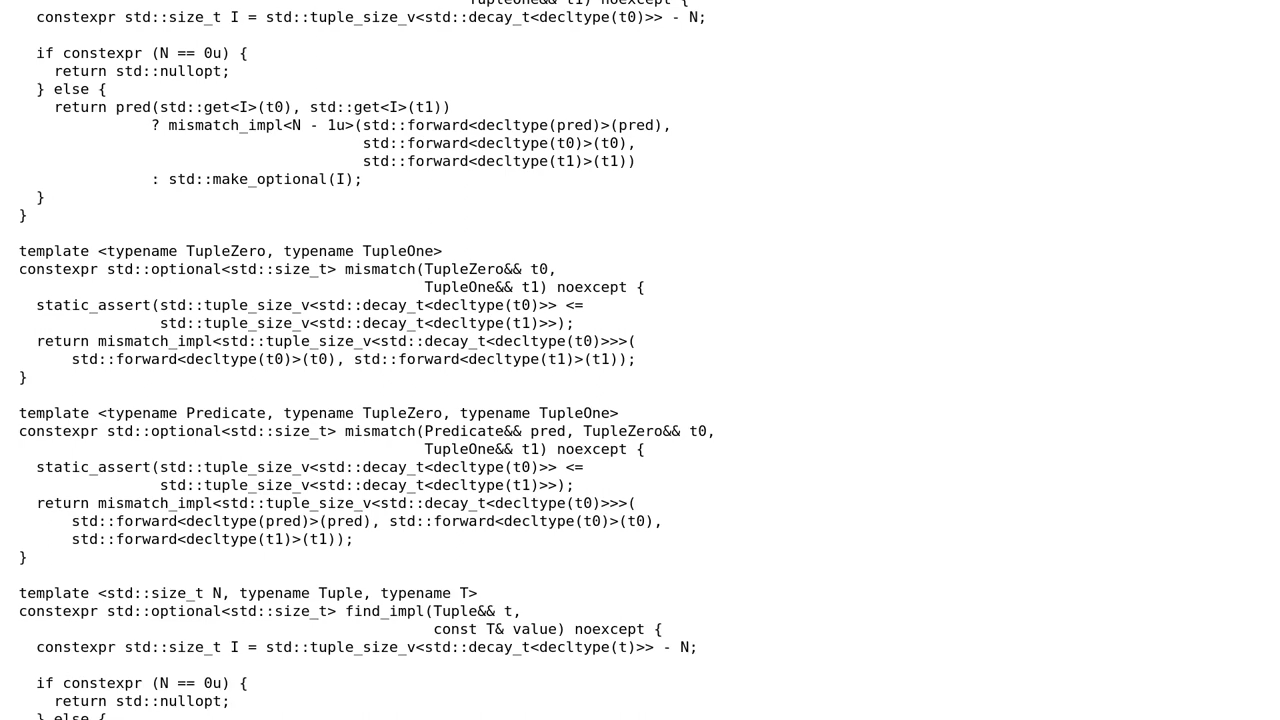 TupleOne&& t1) noexcept {
  constexpr std::size_t I = std::tuple_size_v<std::decay_t<decltype(t0)>> - N;

  if constexpr (N == 0u) {
    return std::nullopt;
  } else {
    return pred(std::get<I>(t0), std::get<I>(t1))
               ? mismatch_impl<N - 1u>(std::forward<decltype(pred)>(pred),
                                       std::forward<decltype(t0)>(t0),
                                       std::forward<decltype(t1)>(t1))
               : std::make_optional(I);
  }
}

template <typename TupleZero, typename TupleOne>
constexpr std::optional<std::size_t> mismatch(TupleZero&& t0,
                                              TupleOne&& t1) noexcept {
  static_assert(std::tuple_size_v<std::decay_t<decltype(t0)>> <=
                std::tuple_size_v<std::decay_t<decltype(t1)>>);
  return mismatch_impl<std::tuple_size_v<std::decay_t<decltype(t0)>>>(
      std::forward<decltype(t0)>(t0), std::forward<decltype(t1)>(t1));
}

template <typename Predicate, typename TupleZero, typename TupleOne>
constexpr std::optional<std::size_t> mismatch(Predicate&& pred, TupleZero&& t0,
                                              TupleOne&& t1) noexcept {
  static_assert(std::tuple_size_v<std::decay_t<decltype(t0)>> <=
                std::tuple_size_v<std::decay_t<decltype(t1)>>);
  return mismatch_impl<std::tuple_size_v<std::decay_t<decltype(t0)>>>(
      std::forward<decltype(pred)>(pred), std::forward<decltype(t0)>(t0),
      std::forward<decltype(t1)>(t1));
}

template <std::size_t N, typename Tuple, typename T>
constexpr std::optional<std::size_t> find_impl(Tuple&& t,
                                               const T& value) noexcept {
  constexpr std::size_t I = std::tuple_size_v<std::decay_t<decltype(t)>> - N;

  if constexpr (N == 0u) {
    return std::nullopt;
  } else {